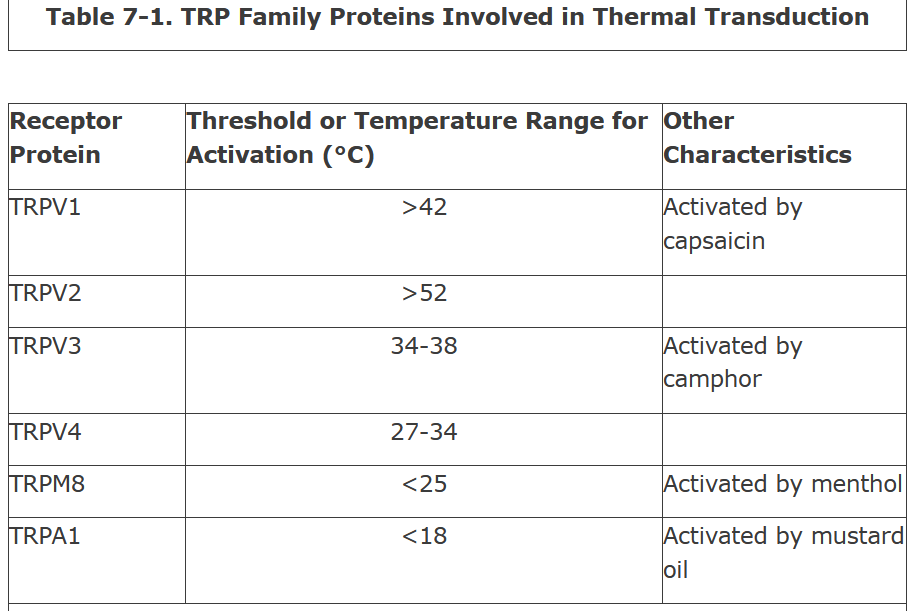 Table 7-1. TRP Family Proteins Involved in Thermal Transduction
Receptor Protein
Threshold or Temperature Range for Activation (°C)
Other Characteristics
TRPV1
>42
Activated by capsaicin
TRPV2
>52
TRPV3
34-38
Activated by camphor
TRPV4
27-34
TRPM8
<25
Activated by menthol
TRPA1
<18
Activated by mustard oil